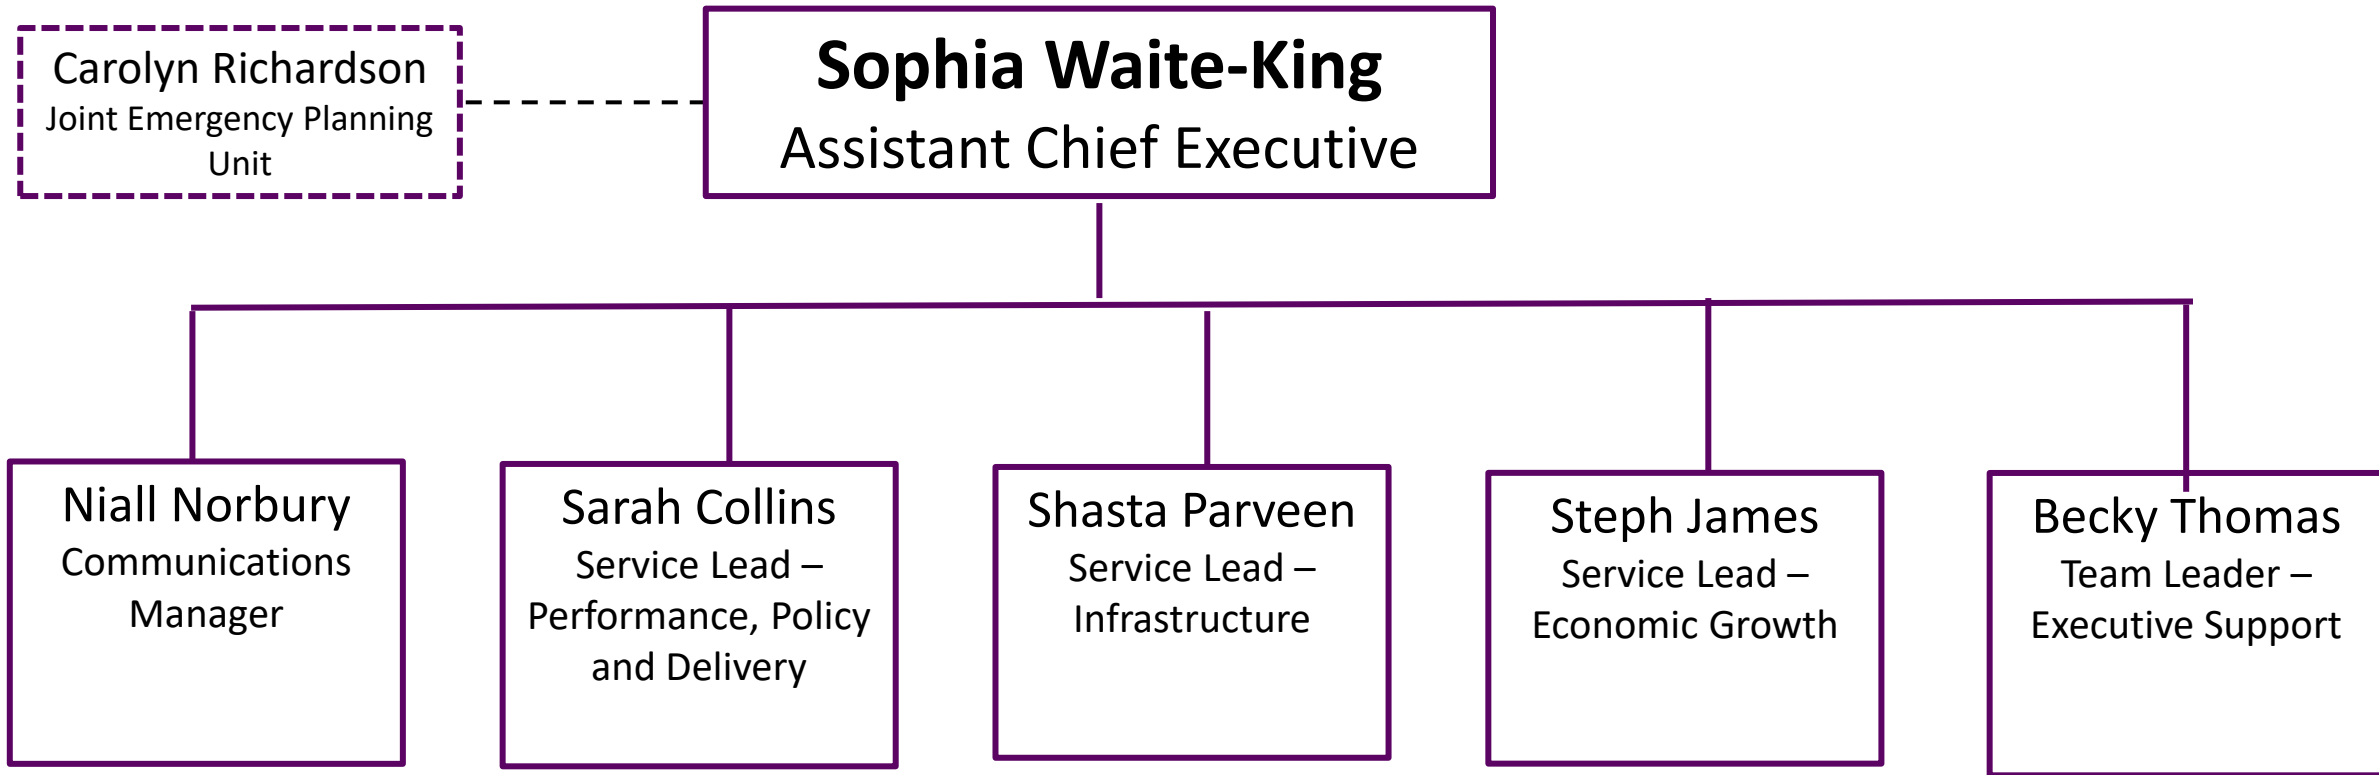 Carolyn Richardson
Joint Emergency Planning
Unit
Sophia Waite-King
Assistant Chief Executive
Niall Norbury
Communications
Manager
Sarah Collins
Service Lead –
Performance, Policy
and Delivery
Shasta Parveen
Service Lead –
Infrastructure
Steph James
Service Lead –
Economic Growth
Becky Thomas
Team Leader –
Executive Support